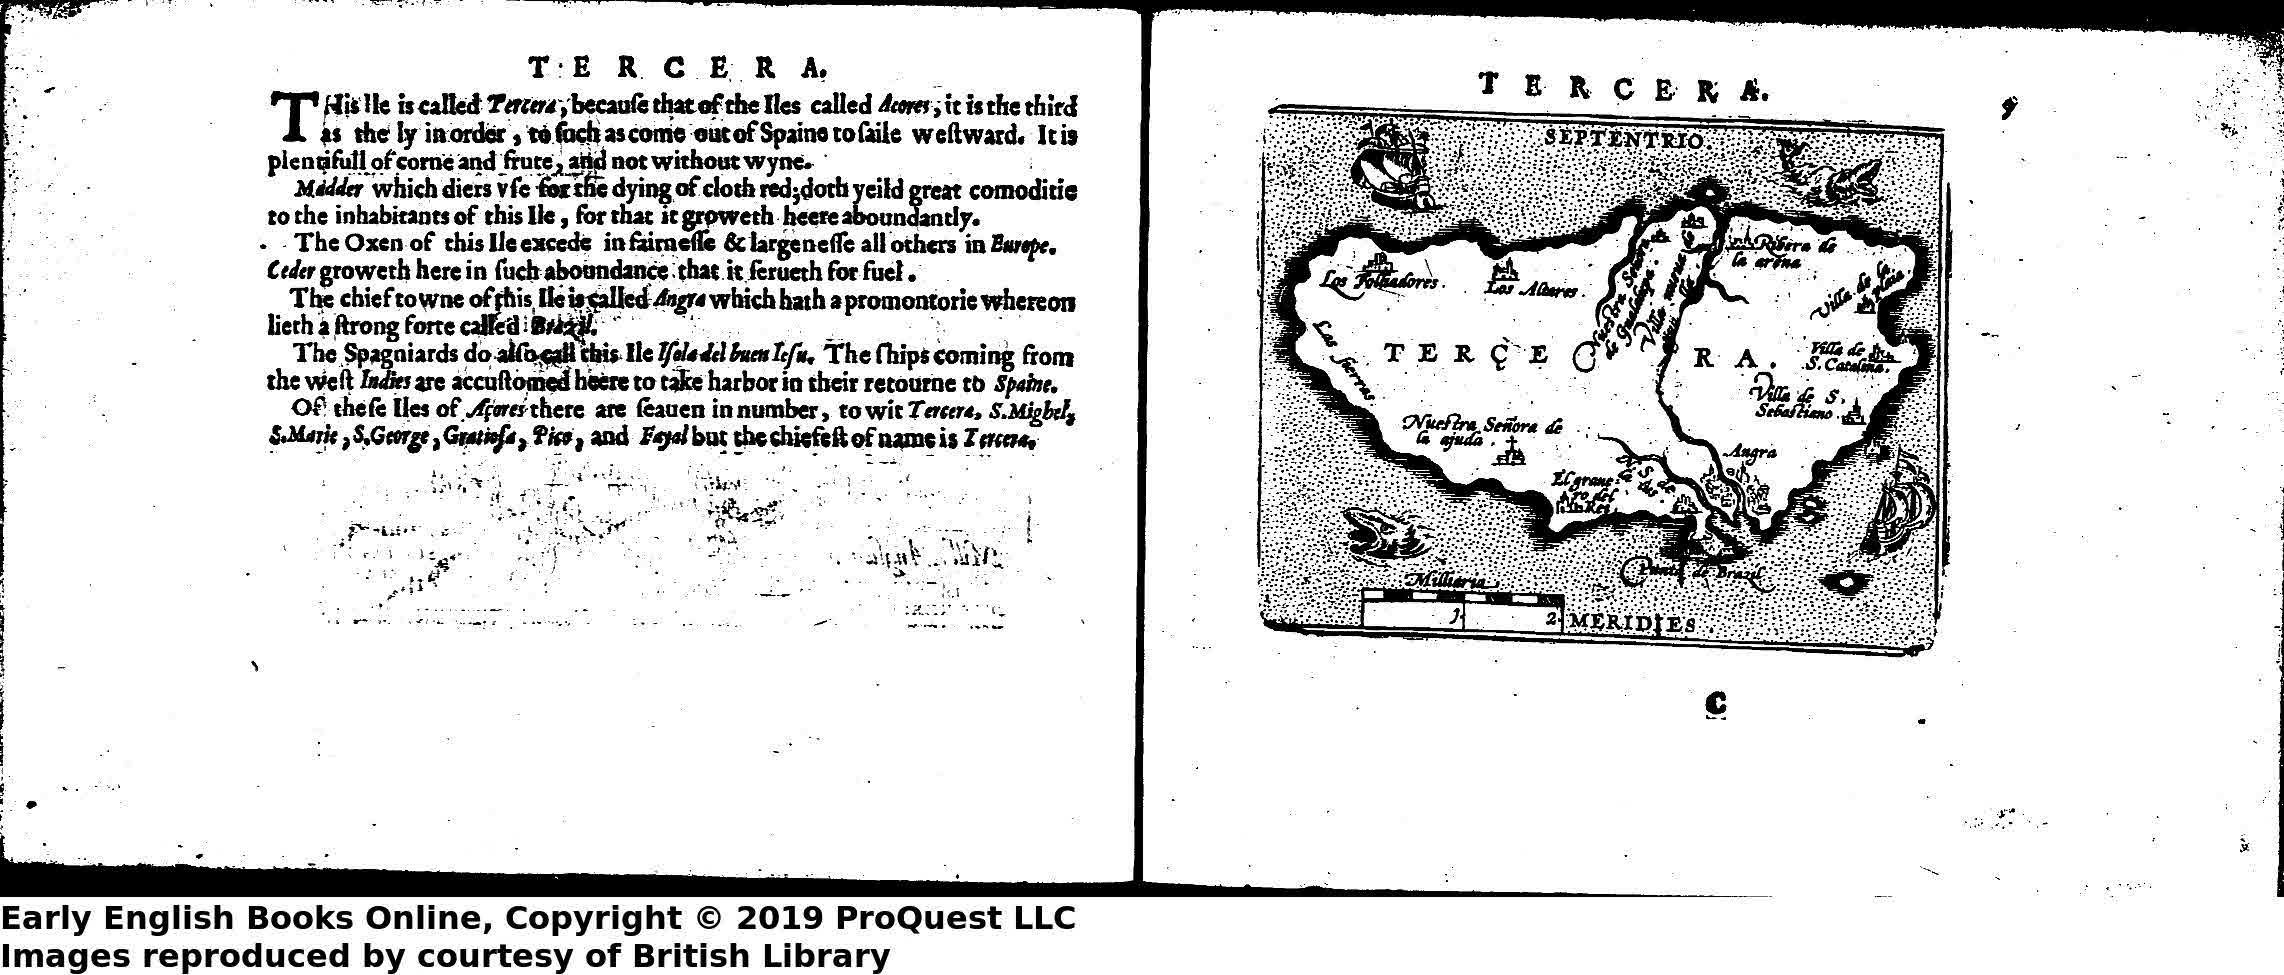 T E R C E R A.
THis Ile is called Tercera, becauſe that of the Iles called Acores, it is the third
as the ly in order, to ſuch as come out of Spaine to ſaile weſtward. It is
plentifull of corne and frute, and not without wyne.
Madder which diers vſe for the dying of cloth red; doth yeild great comoditie
to the inhabitants of this Ile, for that it groweth heere aboundantly.
The Oxen of this Ile excede in fairneſſe & largeneſſe all others in Europe.
Ceder groweth here in ſuch aboundance that it ſerueth for fuel.
The chief towne of this Ile is called Angra which hath a promontorie whereon
lieth a ſtrong forte called Brazil.
The Spagniards do alſo call this Ile Iſola del buen Ieſu. The ſhips coming from
the weſt Indies are accuſtomed heere to take harbor in their retourne to Spaine.
Of theſe Iles of Açores there are ſeauen in number, to wit Tercera, S. Mighel,
S. Marie, S. George, Gratioſa, Pico, and Fayal but the chiefeſt of name is Tercera.
T E R C E R A.
9
SEPTENTRIO
Ribera de
la arena
Los Folhadores.
Los Altares.
Villa de la
plaia
Nuestra Señora
de Gualupa.
Villa nueua
Las Sierras
T E R Ç E R A.
Villa de
S. Catalina.
Villa de S.
Sebastiano
Nuestra Señora de
la ajuda.
Angra
El grane
ro del
Rei
Punta de Brazil
Milliaria
1. 2.
MERIDIES
C
Early English Books Online, Copyright © 2019 ProQuest LLC
Images reproduced by courtesy of British Library